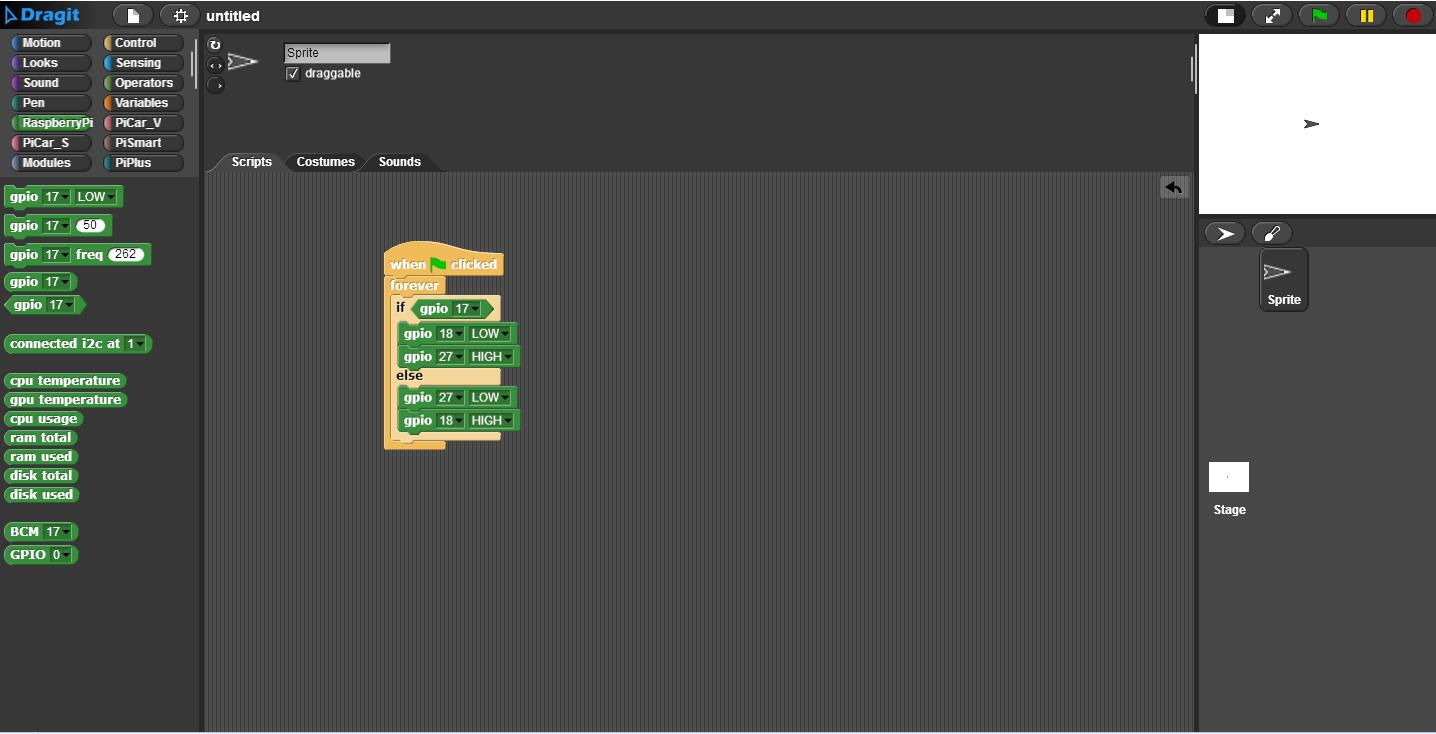 Dragit
untitled
Motion Control
Looks Sensing
Sound Operators
Pen Variables
RaspberryPi PiCar_V
PiCar_S PiSmart
Modules PiPlus
Sprite
draggable
Scripts Costumes Sounds
gpio 17 LOW
gpio 17 50
gpio 17 freq 262
gpio 17
gpio 17
connected i2c at 1
cpu temperature
gpu temperature
cpu usage
ram total
ram used
disk total
disk used
BCM 17
GPIO 0
when clicked
forever
if gpio 17
gpio 18 LOW
gpio 27 HIGH
else
gpio 27 LOW
gpio 18 HIGH
Sprite
Stage